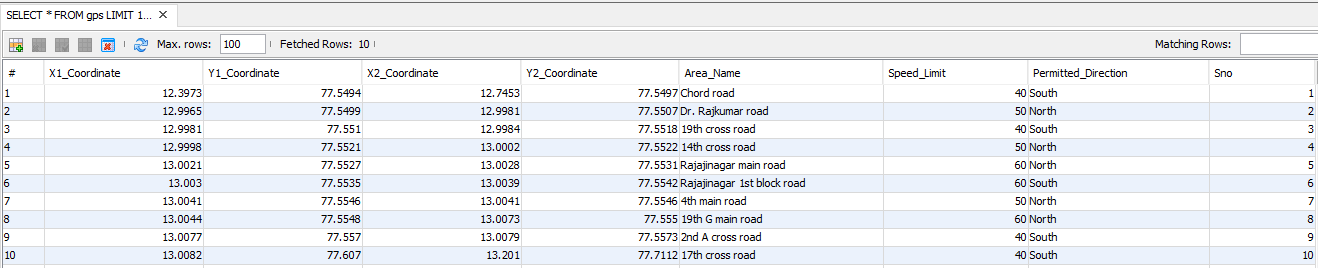 SELECT * FROM gps LIMIT 1...
Max. rows: 100 Fetched Rows: 10 Matching Rows:
# X1_Coordinate Y1_Coordinate X2_Coordinate Y2_Coordinate Area_Name Speed_Limit Permitted_Direction Sno
1 12.3973 77.5494 12.7453 77.5497 Chord road 40 South 1
2 12.9965 77.5499 12.9981 77.5507 Dr. Rajkumar road 50 North 2
3 12.9981 77.551 12.9984 77.5518 19th cross road 40 South 3
4 12.9998 77.5521 13.0002 77.5522 14th cross road 50 North 4
5 13.0021 77.5527 13.0028 77.5531 Rajajinagar main road 60 North 5
6 13.003 77.5535 13.0039 77.5542 Rajajinagar 1st block road 60 South 6
7 13.0041 77.5546 13.0041 77.5546 4th main road 50 North 7
8 13.0044 77.5548 13.0073 77.555 19th G main road 60 North 8
9 13.0077 77.557 13.0079 77.5573 2nd A cross road 40 South 9
10 13.0082 77.607 13.201 77.7112 17th cross road 40 South 10